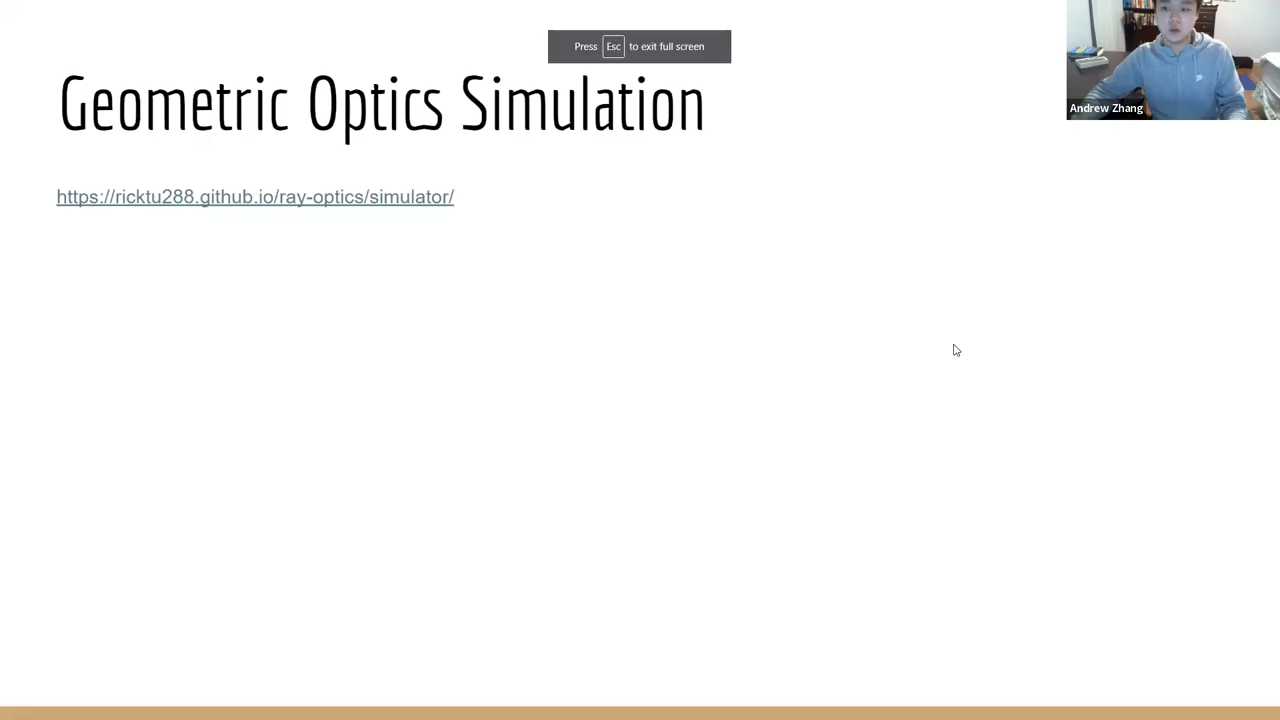 Press Esc to exit full screen
Geometric Optics Simulation
Andrew Zhang
https://ricktu288.github.io/ray-optics/simulator/